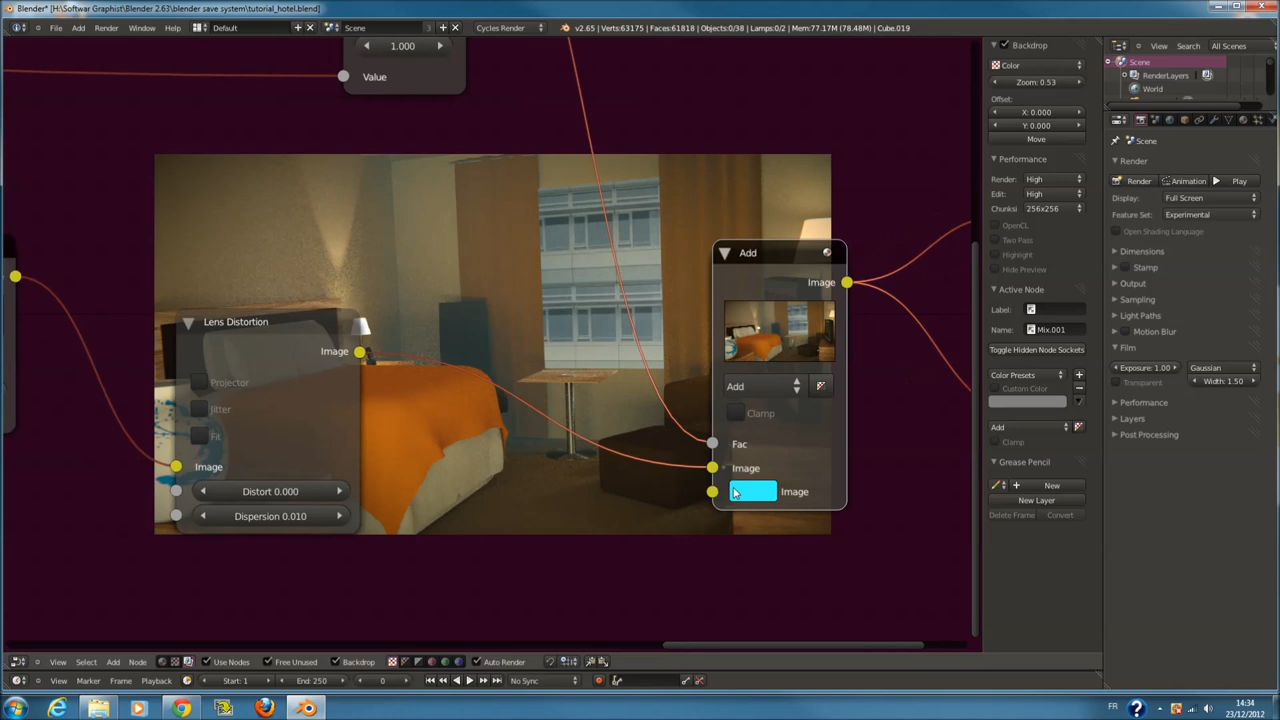 Blender* [H:\Softwar Graphist\Blender 2.63\blender save system\tutorial_hotel.blend]
File Add Render Window Help Default Scene 3 Cycles Render v2.65 | Verts:63175 | Faces:61818 | Objects:0/38 | Lamps:0/2 | Mem:77.17M (78.48M) | Cube.019
View Search All Scenes
Scene
RenderLayers
World
Scene
Render
Render Animation Play
Display: Full Screen
Feature Set: Experimental
Open Shading Language
Dimensions
Stamp
Output
Sampling
Light Paths
Motion Blur
Film
Exposure: 1.00 Gaussian
Transparent Width: 1.50
Performance
Layers
Post Processing
Backdrop
Color
Zoom: 0.53
Offset:
X: 0.000
Y: 0.000
Move
Performance
Render: High
Edit: High
Chunksi 256x256
OpenCL
Two Pass
Highlight
Hide Preview
Active Node
Label:
Name: Mix.001
Toggle Hidden Node Sockets
Color Presets
Custom Color
Add
Clamp
Grease Pencil
New
New Layer
Delete Frame Convert
1.000
Value
Lens Distortion
Image
Projector
Jitter
Fit
Image
Distort 0.000
Dispersion 0.010
Add
Image
Add
Clamp
Fac
Image
Image
View Select Add Node Use Nodes Free Unused Backdrop Auto Render
View Marker Frame Playback Start: 1 End: 250 0 No Sync
FR 14:34
23/12/2012